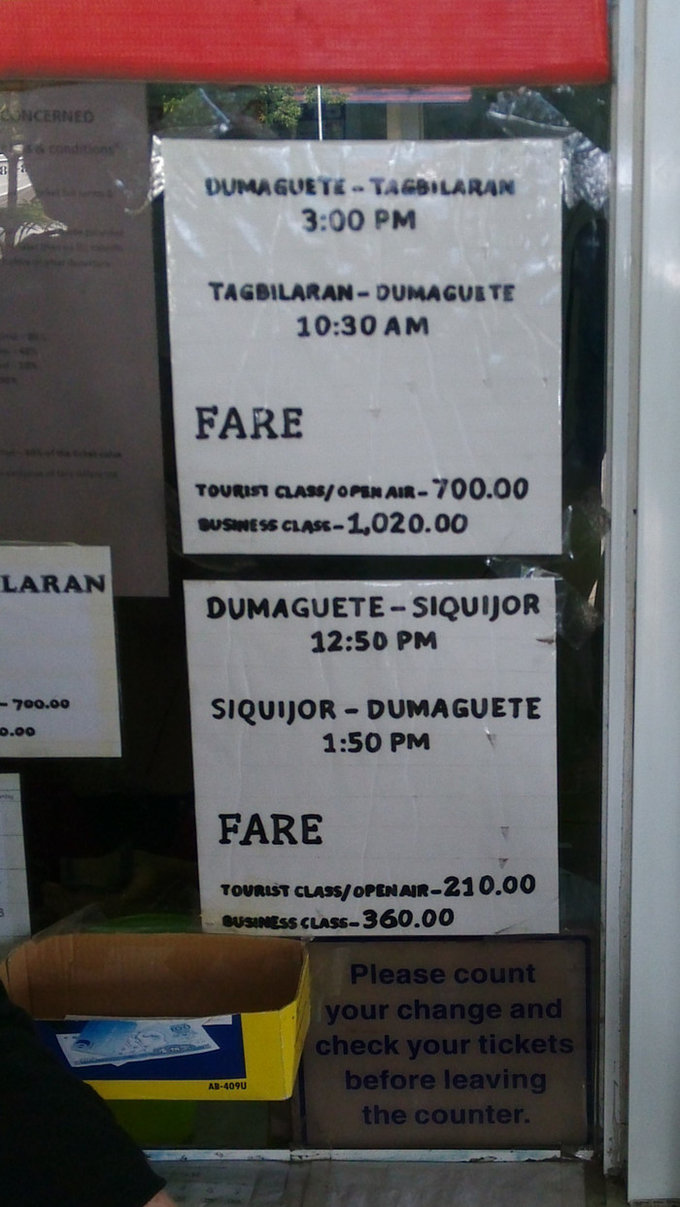 CONCERNED
& conditions"
DUMAGUETE - TAGBILARAN
3:00 PM
TAGBILARAN - DUMAGUETE
10:30 AM
FARE
TOURIST CLASS/OPEN AIR - 700.00
BUSINESS CLASS - 1,020.00
LARAN
- 700.00
0.00
DUMAGUETE - SIQUIJOR
12:50 PM
SIQUIJOR - DUMAGUETE
1:50 PM
FARE
TOURIST CLASS/OPEN AIR - 210.00
BUSINESS CLASS - 360.00
AB-409U
Please count
your change and
check your tickets
before leaving
the counter.